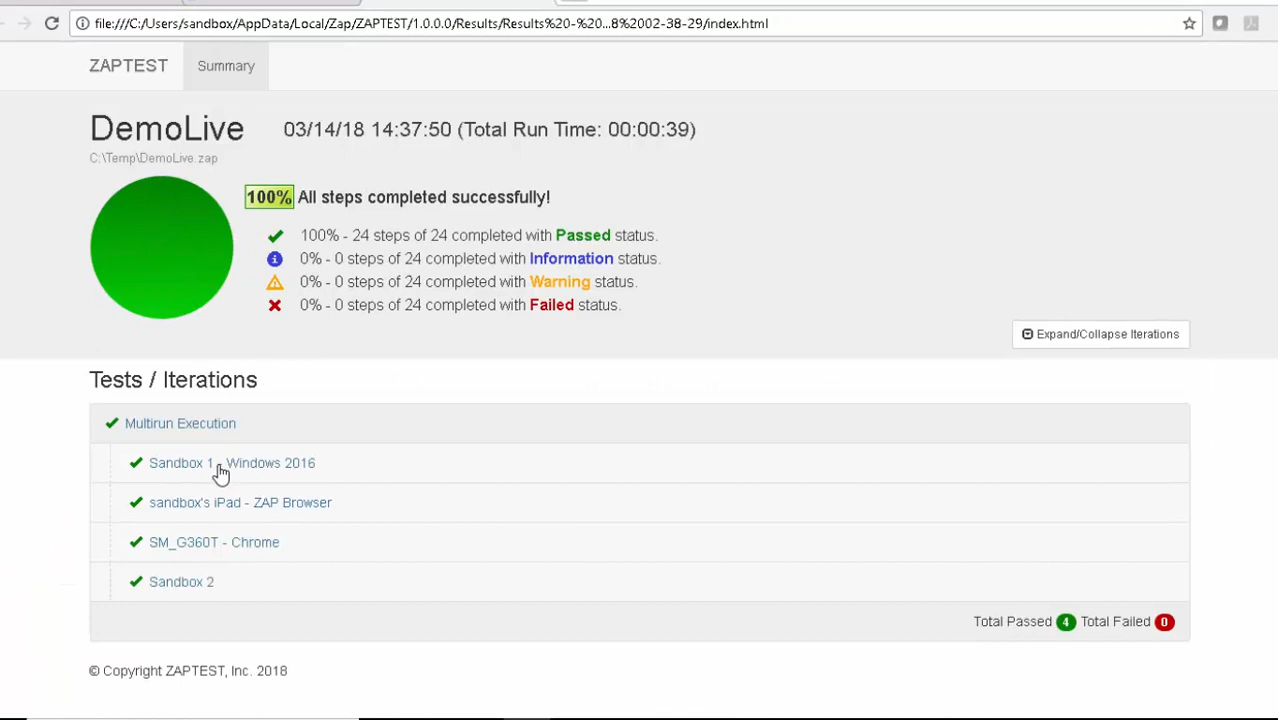 file:///C:/Users/sandbox/AppData/Local/Zap/ZAPTEST/1.0.0.0/Results/Results%20-%20...8%2002-38-29/index.html
ZAPTEST Summary
DemoLive 03/14/18 14:37:50 (Total Run Time: 00:00:39)
C:\Temp\DemoLive.zap
100% All steps completed successfully!
100% - 24 steps of 24 completed with Passed status.
0% - 0 steps of 24 completed with Information status.
0% - 0 steps of 24 completed with Warning status.
0% - 0 steps of 24 completed with Failed status.
Expand/Collapse Iterations
Tests / Iterations
Multirun Execution
Sandbox 1 - Windows 2016
sandbox's iPad - ZAP Browser
SM_G360T - Chrome
Sandbox 2
Total Passed 4 Total Failed 0
© Copyright ZAPTEST, Inc. 2018